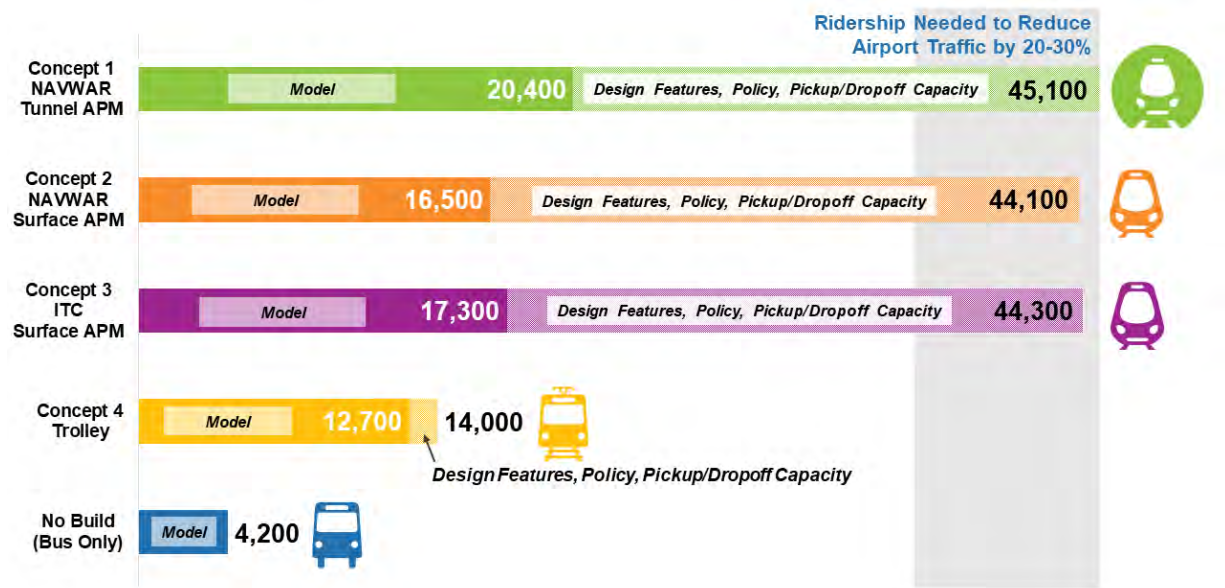 Ridership Needed to Reduce
Airport Traffic by 20-30%
Concept 1
NAVWAR
Tunnel APM
Model
20,400
Design Features, Policy, Pickup/Dropoff Capacity
45,100
Concept 2
NAVWAR
Surface APM
Model
16,500
Design Features, Policy, Pickup/Dropoff Capacity
44,100
Concept 3
ITC
Surface APM
Model
17,300
Design Features, Policy, Pickup/Dropoff Capacity
44,300
Concept 4
Trolley
Model
12,700
14,000
Design Features, Policy, Pickup/Dropoff Capacity
No Build
(Bus Only)
Model
4,200